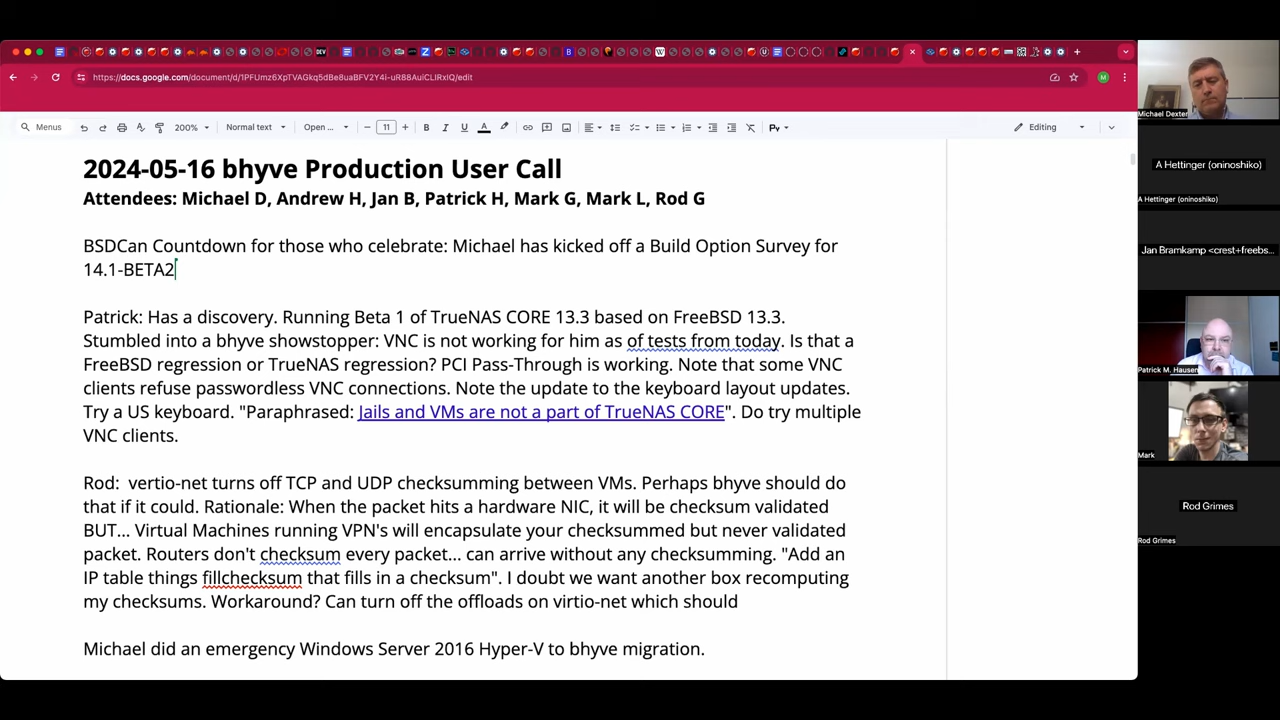 https://docs.google.com/document/d/1PFUmz6XpTVAGkq5dBe8uaBFV2Y4i-uR88AuiCLIRxlQ/edit
Menus 200% Normal text Open ... 11 B I U A Editing
2024-05-16 bhyve Production User Call
Attendees: Michael D, Andrew H, Jan B, Patrick H, Mark G, Mark L, Rod G
BSDCan Countdown for those who celebrate: Michael has kicked off a Build Option Survey for
14.1-BETA2
Patrick: Has a discovery. Running Beta 1 of TrueNAS CORE 13.3 based on FreeBSD 13.3.
Stumbled into a bhyve showstopper: VNC is not working for him as of tests from today. Is that a
FreeBSD regression or TrueNAS regression? PCI Pass-Through is working. Note that some VNC
clients refuse passwordless VNC connections. Note the update to the keyboard layout updates.
Try a US keyboard. "Paraphrased: Jails and VMs are not a part of TrueNAS CORE". Do try multiple
VNC clients.
Rod:  vertio-net turns off TCP and UDP checksumming between VMs. Perhaps bhyve should do
that if it could. Rationale: When the packet hits a hardware NIC, it will be checksum validated
BUT... Virtual Machines running VPN's will encapsulate your checksummed but never validated
packet. Routers don't checksum every packet... can arrive without any checksumming. "Add an
IP table things fillchecksum that fills in a checksum". I doubt we want another box recomputing
my checksums. Workaround? Can turn off the offloads on virtio-net which should
Michael did an emergency Windows Server 2016 Hyper-V to bhyve migration.
Michael Dexter
A Hettinger (oninoshiko)
A Hettinger (oninoshiko)
Jan Bramkamp <crest+freebs...
Patrick M. Hausen
Mark
Rod Grimes
Rod Grimes